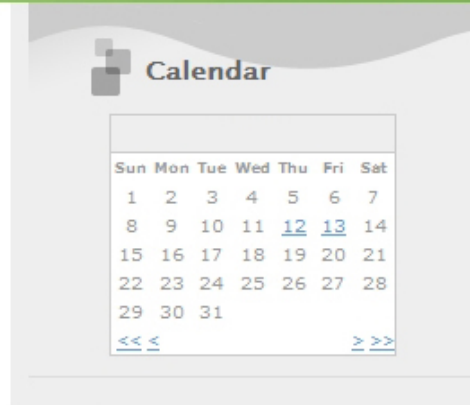 Calendar
Sun Mon Tue Wed Thu Fri Sat
1 2 3 4 5 6 7
8 9 10 11 12 13 14
15 16 17 18 19 20 21
22 23 24 25 26 27 28
29 30 31
<< < > >>